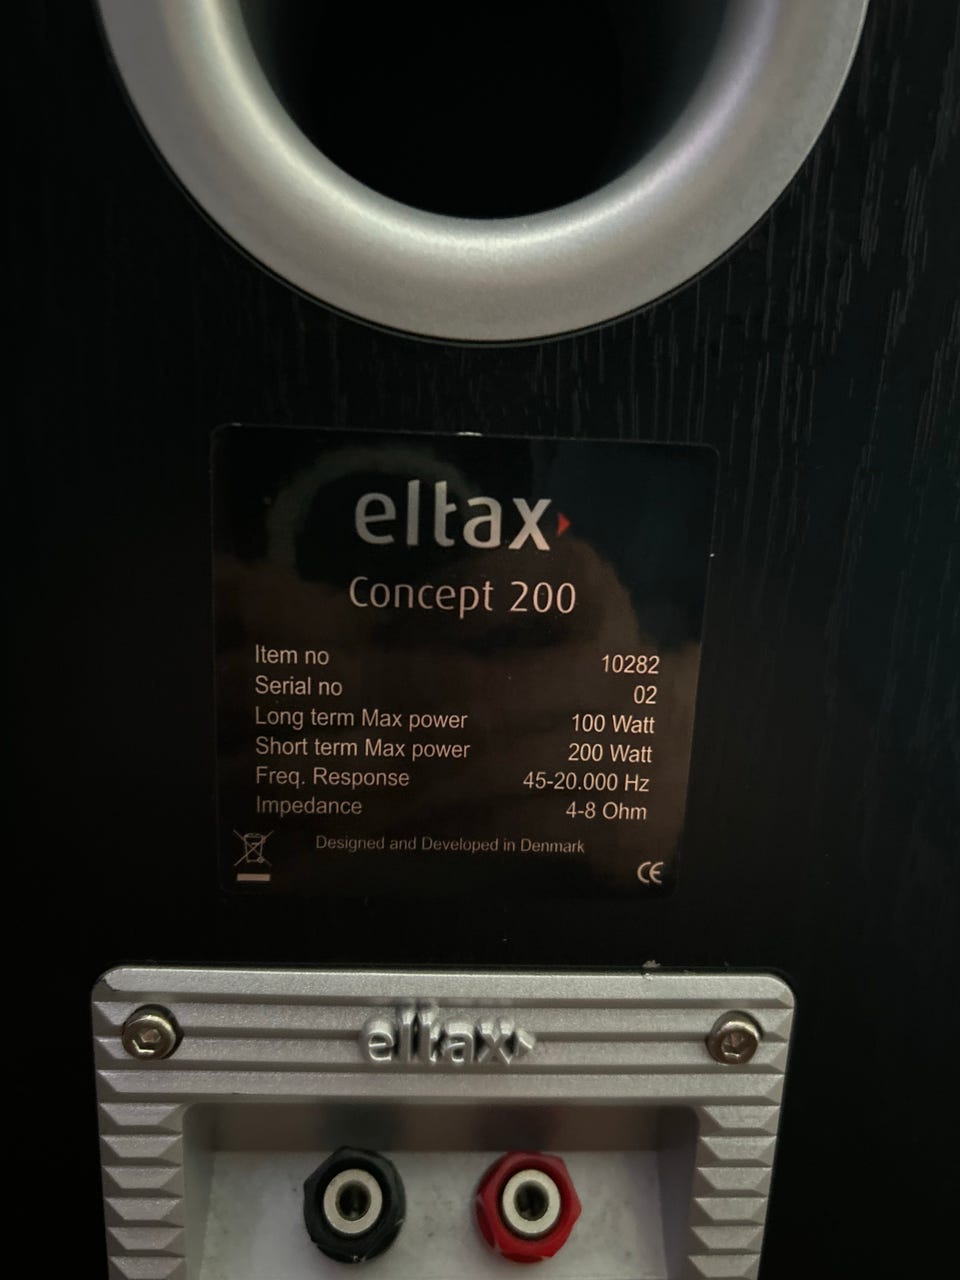 eltax
Concept 200
Item no 10282
Serial no 02
Long term Max power 100 Watt
Short term Max power 200 Watt
Freq. Response 45-20.000 Hz
Impedance 4-8 Ohm
Designed and Developed in Denmark
CE
eltax